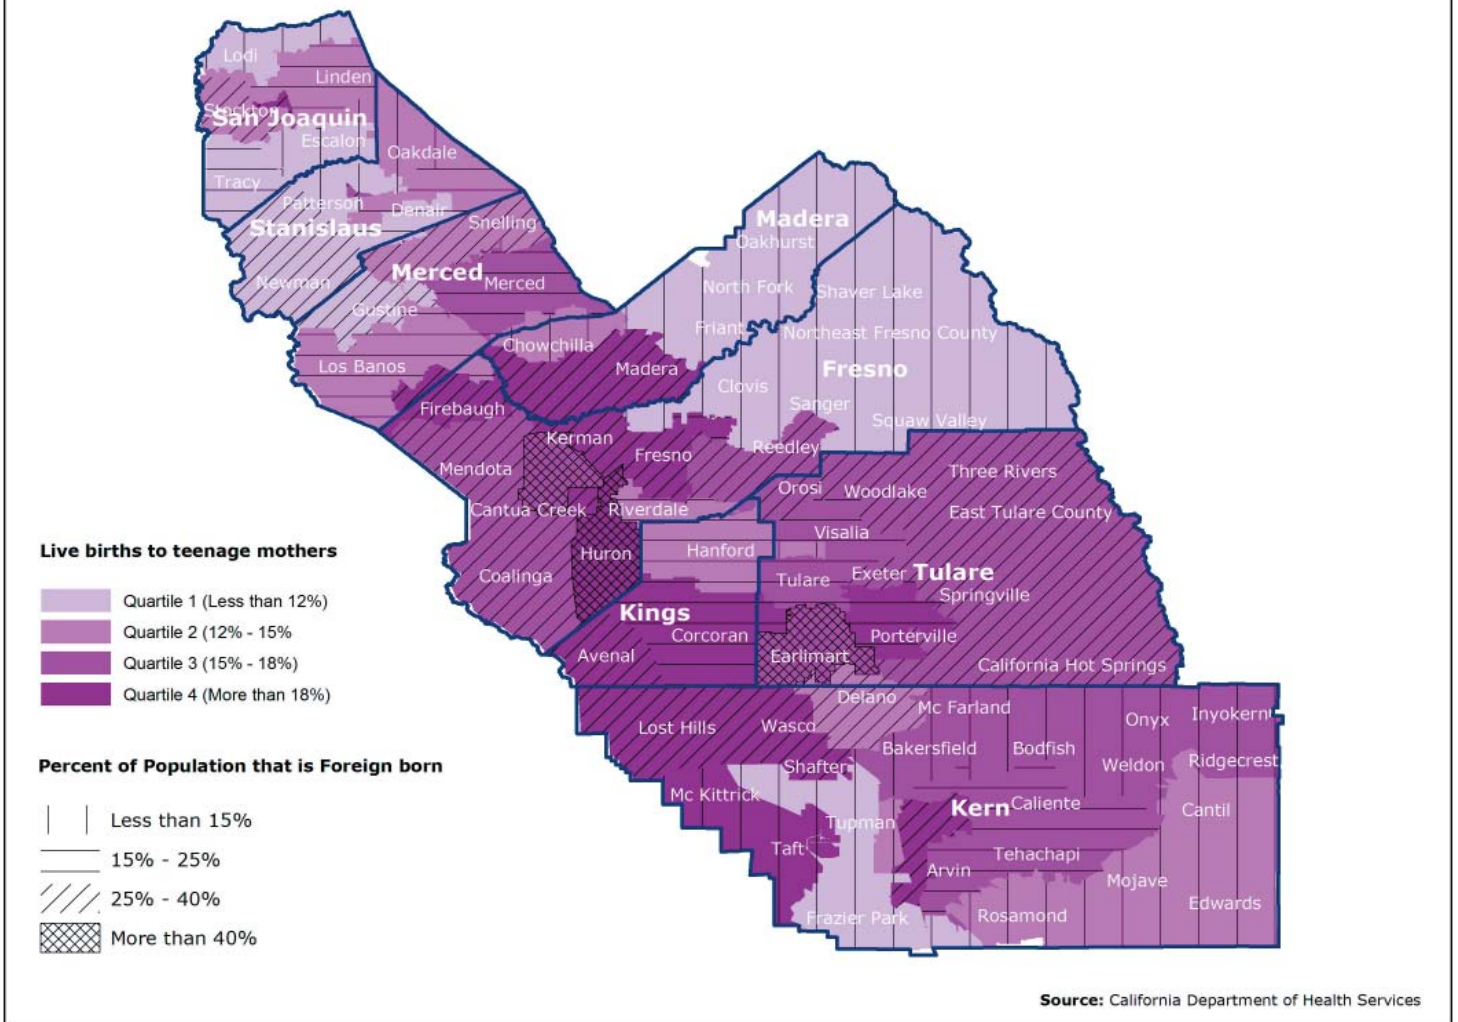 Lodi
Linden
Stockton
San Joaquin
Escalon
Oakdale
Tracy
Patterson
Denair
Stanislaus
Snelling
Newman
Merced
Merced
Gustine
Los Banos
Madera
Oakhurst
North Fork
Shaver Lake
Friant
Northeast Fresno County
Chowchilla
Madera
Fresno
Clovis
Sanger
Squaw Valley
Firebaugh
Kerman
Fresno
Reedley
Mendota
Three Rivers
Orosi
Woodlake
Cantua Creek
Riverdale
East Tulare County
Visalia
Huron
Hanford
Coalinga
Tulare
Exeter
Tulare
Springville
Kings
Corcoran
Porterville
Avenal
Earlimart
California Hot Springs
Delano
Mc Farland
Lost Hills
Wasco
Onyx
Inyokern
Bakersfield
Bodfish
Shafter
Weldon
Ridgecrest
Mc Kittrick
Kern
Caliente
Cantil
Tupman
Taft
Tehachapi
Arvin
Mojave
Edwards
Frazier Park
Rosamond
Live births to teenage mothers
Quartile 1 (Less than 12%)
Quartile 2 (12% - 15%
Quartile 3 (15% - 18%)
Quartile 4 (More than 18%)
Percent of Population that is Foreign born
Less than 15%
15% - 25%
25% - 40%
More than 40%
Source: California Department of Health Services